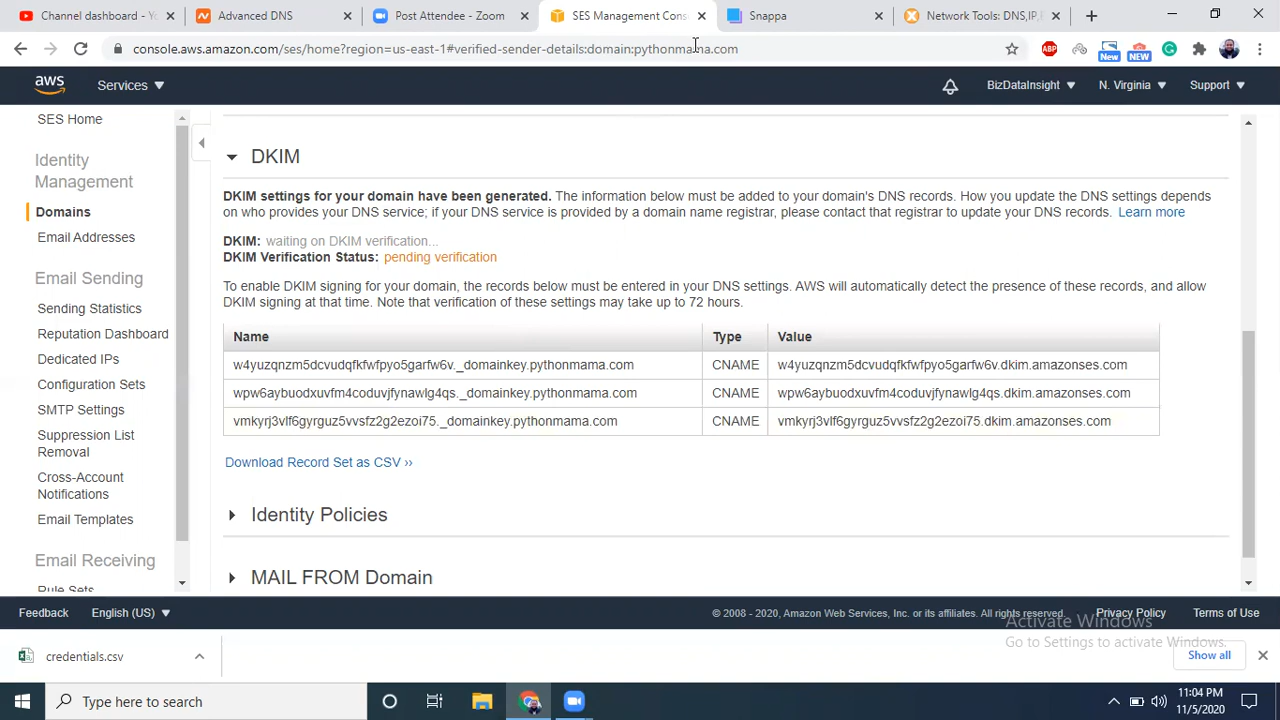 Channel dashboard - Yo
Advanced DNS
Post Attendee - Zoom
SES Management Cons
Snappa
Network Tools: DNS,IP,E
console.aws.amazon.com/ses/home?region=us-east-1#verified-sender-details:domain:pythonmama.com
ABP
New
NEW
aws
Services
BizDataInsight
N. Virginia
Support
SES Home
Identity
Management
Domains
Email Addresses
Email Sending
Sending Statistics
Reputation Dashboard
Dedicated IPs
Configuration Sets
SMTP Settings
Suppression List
Removal
Cross-Account
Notifications
Email Templates
Email Receiving
Rule Sets
DKIM
DKIM settings for your domain have been generated. The information below must be added to your domain's DNS records. How you update the DNS settings depends
on who provides your DNS service; if your DNS service is provided by a domain name registrar, please contact that registrar to update your DNS records. Learn more
DKIM: waiting on DKIM verification...
DKIM Verification Status: pending verification
To enable DKIM signing for your domain, the records below must be entered in your DNS settings. AWS will automatically detect the presence of these records, and allow
DKIM signing at that time. Note that verification of these settings may take up to 72 hours.
Name Type Value
w4yuzqnzm5dcvudqfkfwfpyo5garfw6v._domainkey.pythonmama.com CNAME w4yuzqnzm5dcvudqfkfwfpyo5garfw6v.dkim.amazonses.com
wpw6aybuodxuvfm4coduvjfynawlg4qs._domainkey.pythonmama.com CNAME wpw6aybuodxuvfm4coduvjfynawlg4qs.dkim.amazonses.com
vmkyrj3vlf6gyrguz5vvsfz2g2ezoi75._domainkey.pythonmama.com CNAME vmkyrj3vlf6gyrguz5vvsfz2g2ezoi75.dkim.amazonses.com
Download Record Set as CSV ››
Identity Policies
MAIL FROM Domain
Feedback
English (US)
© 2008 - 2020, Amazon Web Services, Inc. or its affiliates. All rights reserved.
Privacy Policy
Terms of Use
Activate Windows
Go to Settings to activate Windows.
credentials.csv
Show all
Type here to search
11:04 PM
11/5/2020